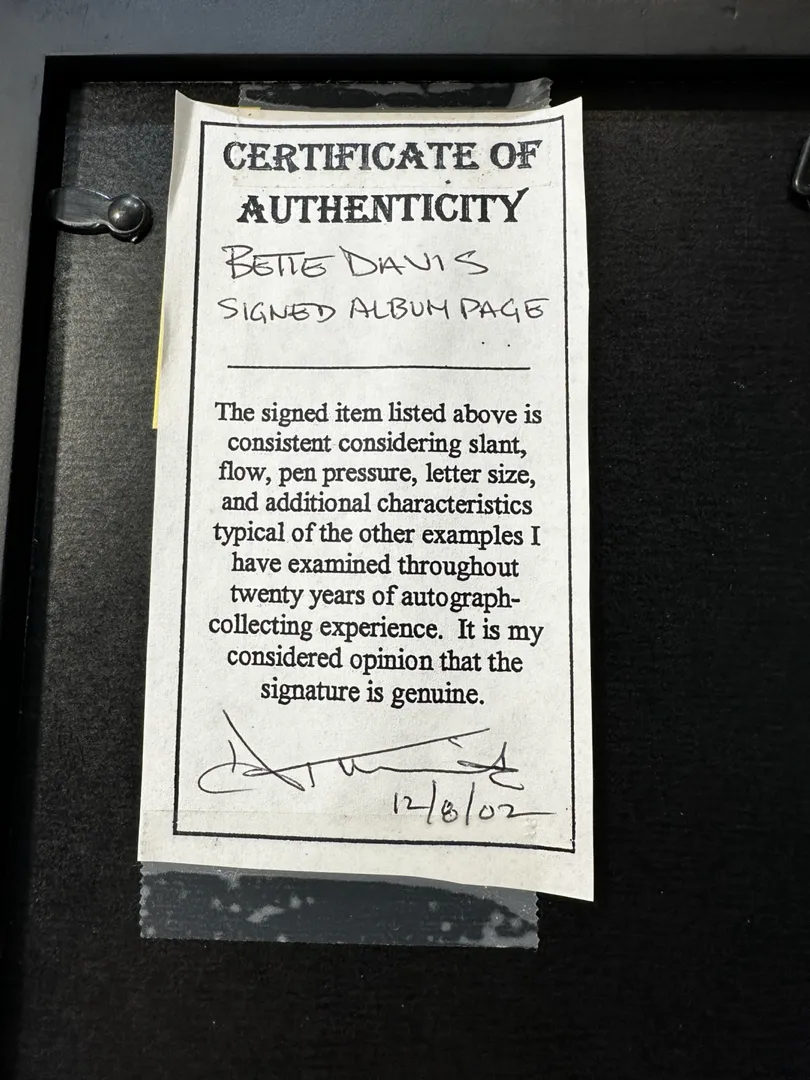 CERTIFICATE OF
AUTHENTICITY
BETTE DAVIS
SIGNED ALBUM PAGE
The signed item listed above is
consistent considering slant,
flow, pen pressure, letter size,
and additional characteristics
typical of the other examples I
have examined throughout
twenty years of autograph-
collecting experience. It is my
considered opinion that the
signature is genuine.
12/8/02